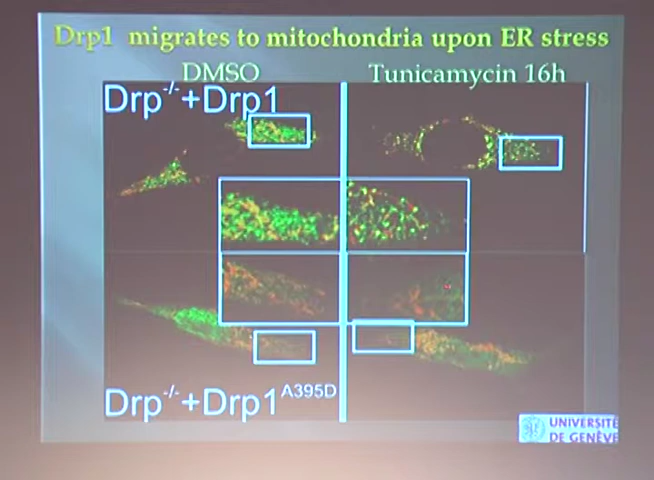 Drp1 migrates to mitochondria upon ER stress
DMSO
Tunicamycin 16h
Drp-/-+Drp1
Drp-/-+Drp1A395D
UNIVERSITÉ
DE GENÈVE